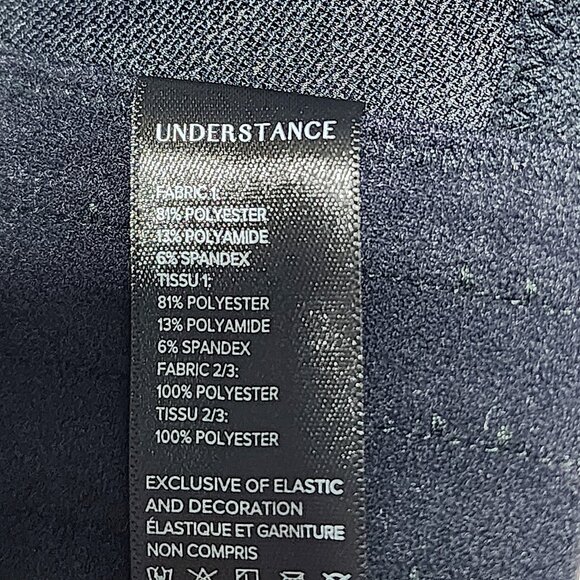 UNDERSTANCE
FABRIC 1:
81% POLYESTER
13% POLYAMIDE
6% SPANDEX
TISSU 1:
81% POLYESTER
13% POLYAMIDE
6% SPANDEX
FABRIC 2/3:
100% POLYESTER
TISSU 2/3:
100% POLYESTER
EXCLUSIVE OF ELASTIC
AND DECORATION
ÉLASTIQUE ET GARNITURE
NON COMPRIS